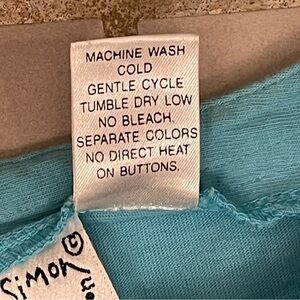 MACHINE WASH
COLD
GENTLE CYCLE
TUMBLE DRY LOW
NO BLEACH.
SEPARATE COLORS
NO DIRECT HEAT
ON BUTTONS.
Simon ©